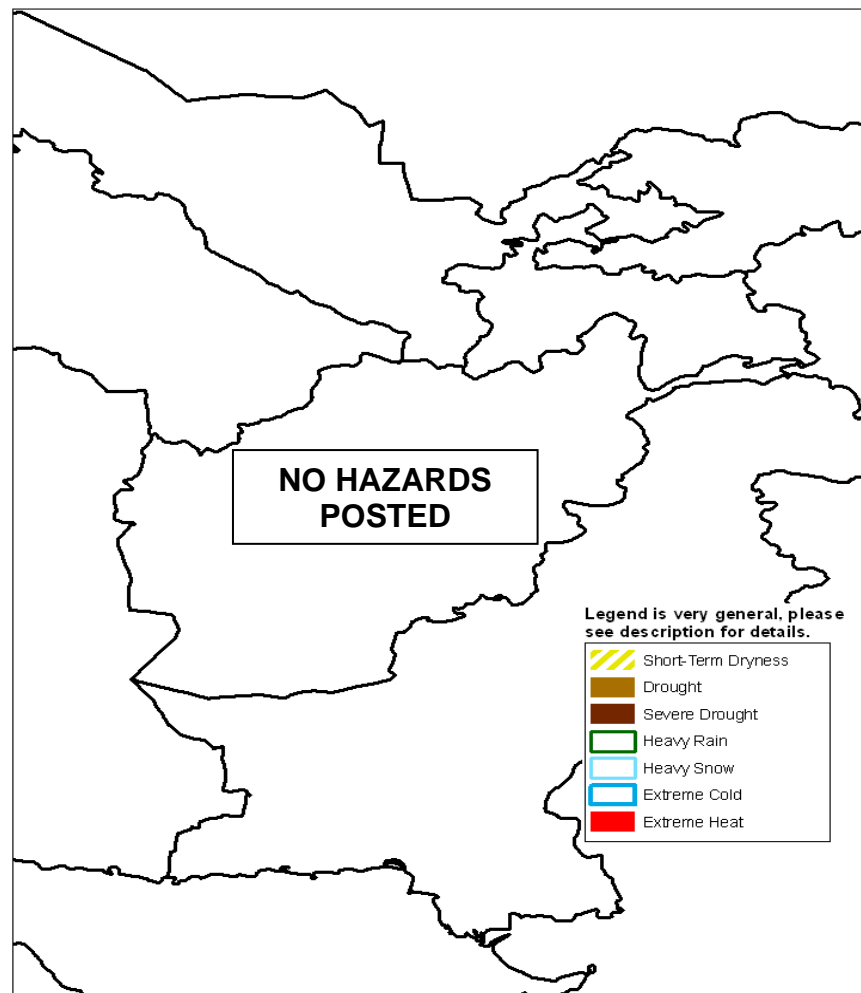 NO HAZARDS
POSTED
Legend is very general, please
see description for details.
Short-Term Dryness
Drought
Severe Drought
Heavy Rain
Heavy Snow
Extreme Cold
Extreme Heat